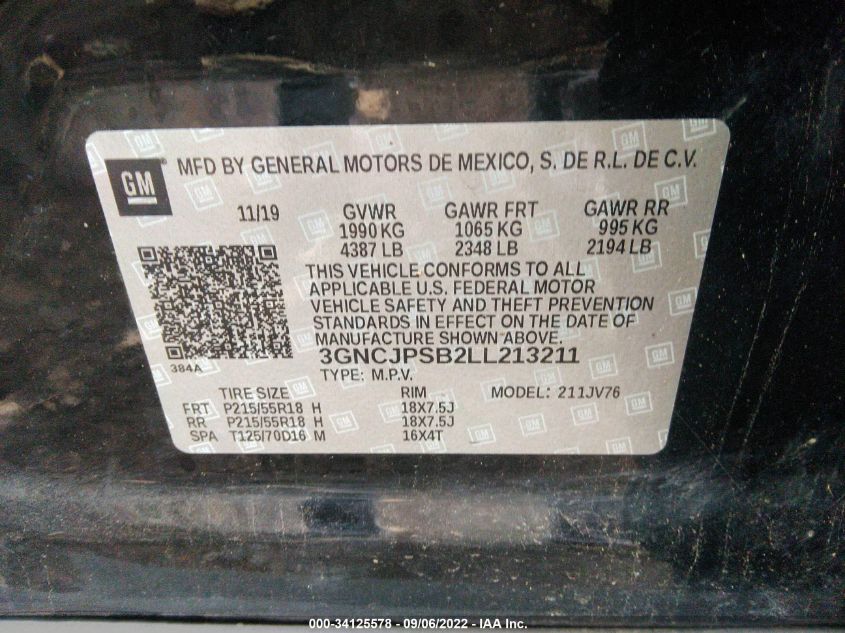 GM MFD BY GENERAL MOTORS DE MEXICO, S. DE R.L. DE C.V.
11/19 GVWR GAWR FRT GAWR RR
1990 KG 1065 KG 995 KG
4387 LB 2348 LB 2194 LB
THIS VEHICLE CONFORMS TO ALL
APPLICABLE U.S. FEDERAL MOTOR
VEHICLE SAFETY AND THEFT PREVENTION
STANDARDS IN EFFECT ON THE DATE OF
MANUFACTURE SHOWN ABOVE.
384A 3GNCJPSB2LL213211
TYPE: M.P.V.
TIRE SIZE RIM MODEL: 211JV76
FRT P215/55R18 H 18X7.5J
RR P215/55R18 H 18X7.5J
SPA T125/70D16 M 16X4T
000-34125578 - 09/06/2022 - IAA Inc.